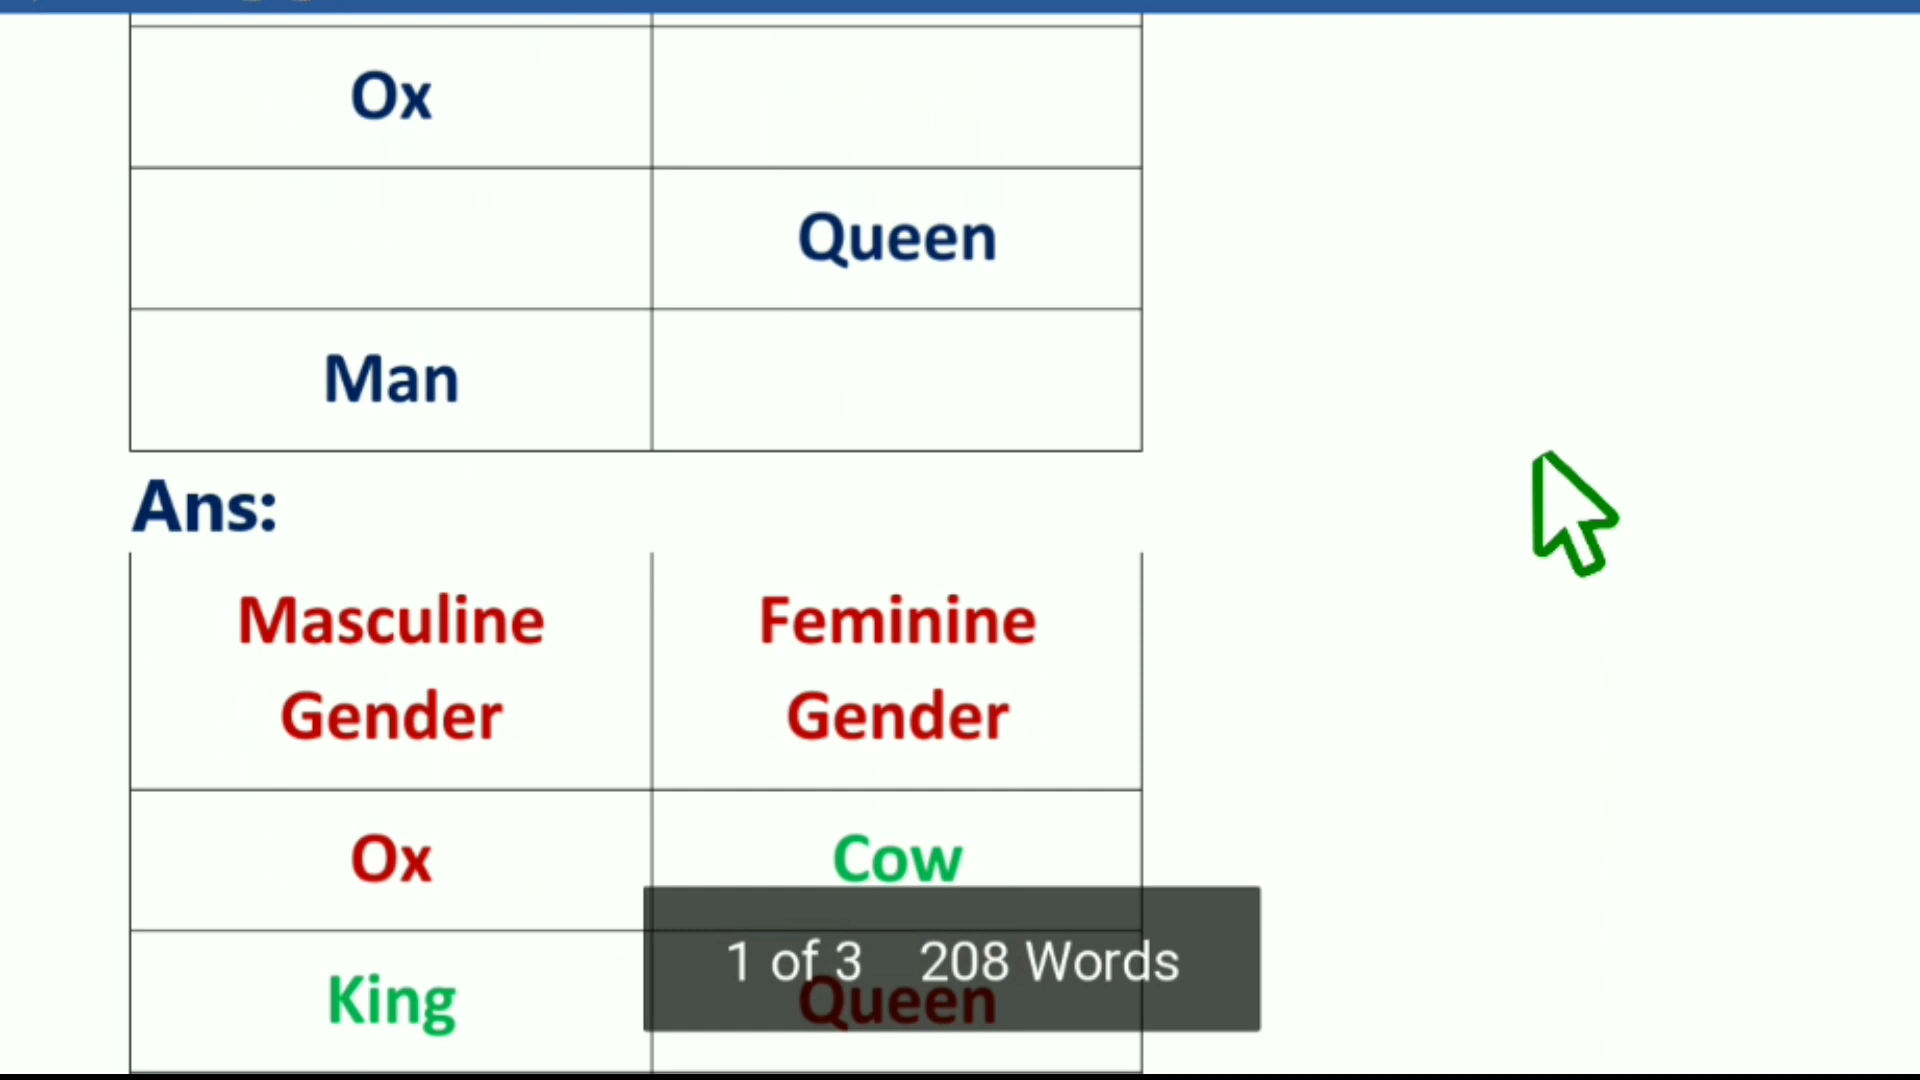 Ox
Queen
Man
Ans:
Masculine Feminine
Gender Gender
Ox Cow
King Queen
1 of 3 208 Words